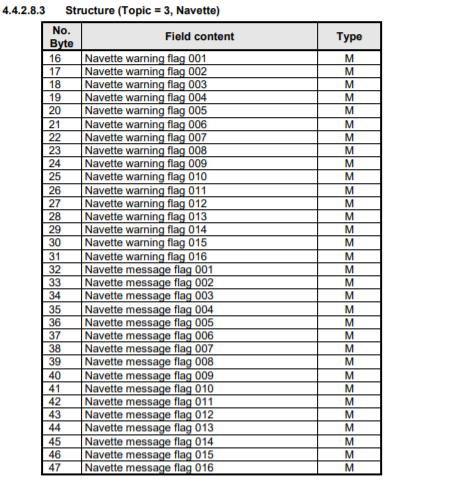 4.4.2.8.3 Structure (Topic = 3, Navette)
No. Byte Field content Type
16 Navette warning flag 001 M
17 Navette warning flag 002 M
18 Navette warning flag 003 M
19 Navette warning flag 004 M
20 Navette warning flag 005 M
21 Navette warning flag 006 M
22 Navette warning flag 007 M
23 Navette warning flag 008 M
24 Navette warning flag 009 M
25 Navette warning flag 010 M
26 Navette warning flag 011 M
27 Navette warning flag 012 M
28 Navette warning flag 013 M
29 Navette warning flag 014 M
30 Navette warning flag 015 M
31 Navette warning flag 016 M
32 Navette message flag 001 M
33 Navette message flag 002 M
34 Navette message flag 003 M
35 Navette message flag 004 M
36 Navette message flag 005 M
37 Navette message flag 006 M
38 Navette message flag 007 M
39 Navette message flag 008 M
40 Navette message flag 009 M
41 Navette message flag 010 M
42 Navette message flag 011 M
43 Navette message flag 012 M
44 Navette message flag 013 M
45 Navette message flag 014 M
46 Navette message flag 015 M
47 Navette message flag 016 M